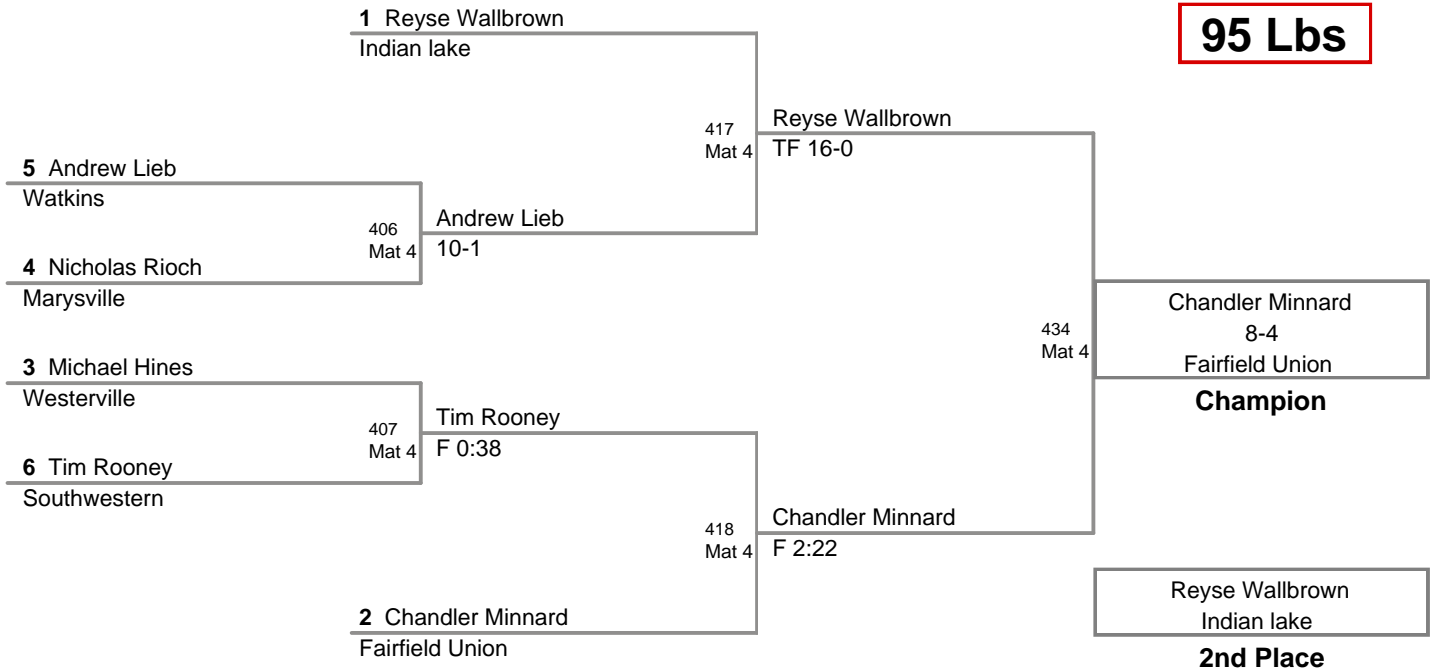 1 Reyse Wallbrown
Indian lake
95 Lbs
417
Mat 4
Reyse Wallbrown
TF 16-0
5 Andrew Lieb
Watkins
406
Mat 4
Andrew Lieb
10-1
4 Nicholas Rioch
Marysville
434
Mat 4
Chandler Minnard
8-4
Fairfield Union
Champion
3 Michael Hines
Westerville
407
Mat 4
Tim Rooney
F 0:38
6 Tim Rooney
Southwestern
418
Mat 4
Chandler Minnard
F 2:22
2 Chandler Minnard
Fairfield Union
Reyse Wallbrown
Indian lake
2nd Place